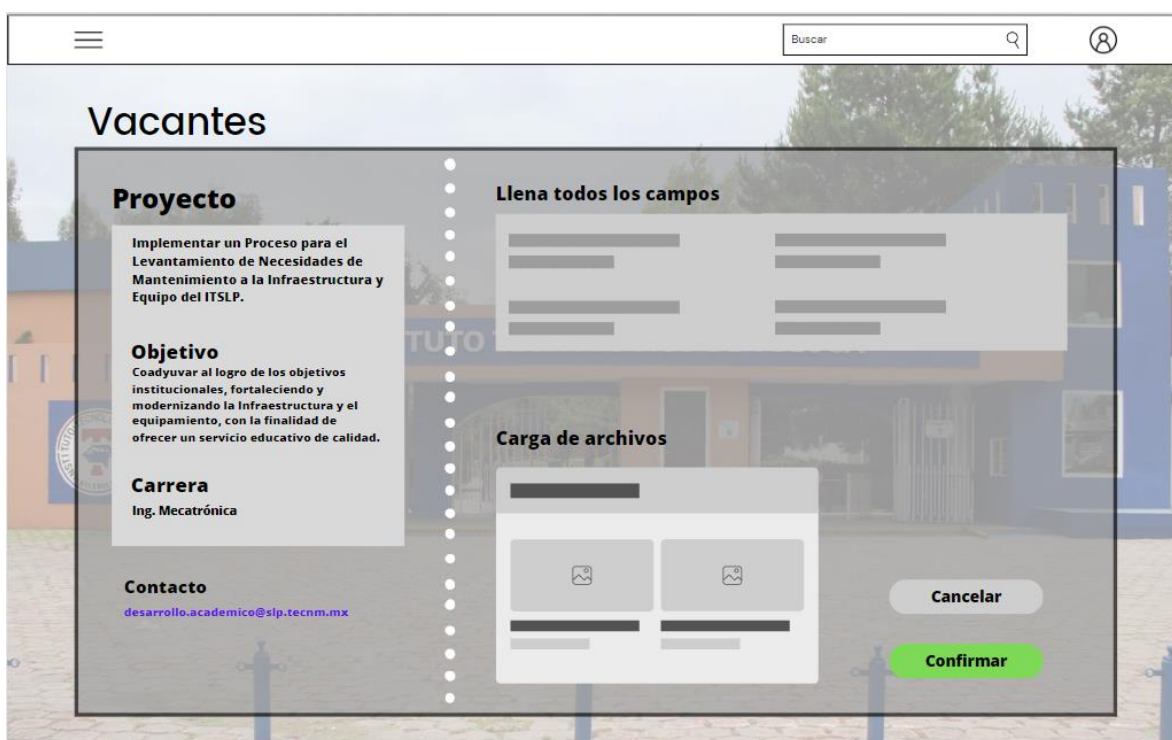 Buscar
Vacantes
Proyecto
Implementar un Proceso para el
Levantamiento de Necesidades de
Mantenimiento a la Infraestructura y
Equipo del ITSLP.
Objetivo
Coadyuvar al logro de los objetivos
institucionales, fortaleciendo y
modernizando la Infraestructura y el
equipamiento, con la finalidad de
ofrecer un servicio educativo de calidad.
Carrera
Ing. Mecatrónica
Contacto
desarrollo.academico@slp.tecnm.mx
Llena todos los campos
TUTO
Carga de archivos
Cancelar
Confirmar